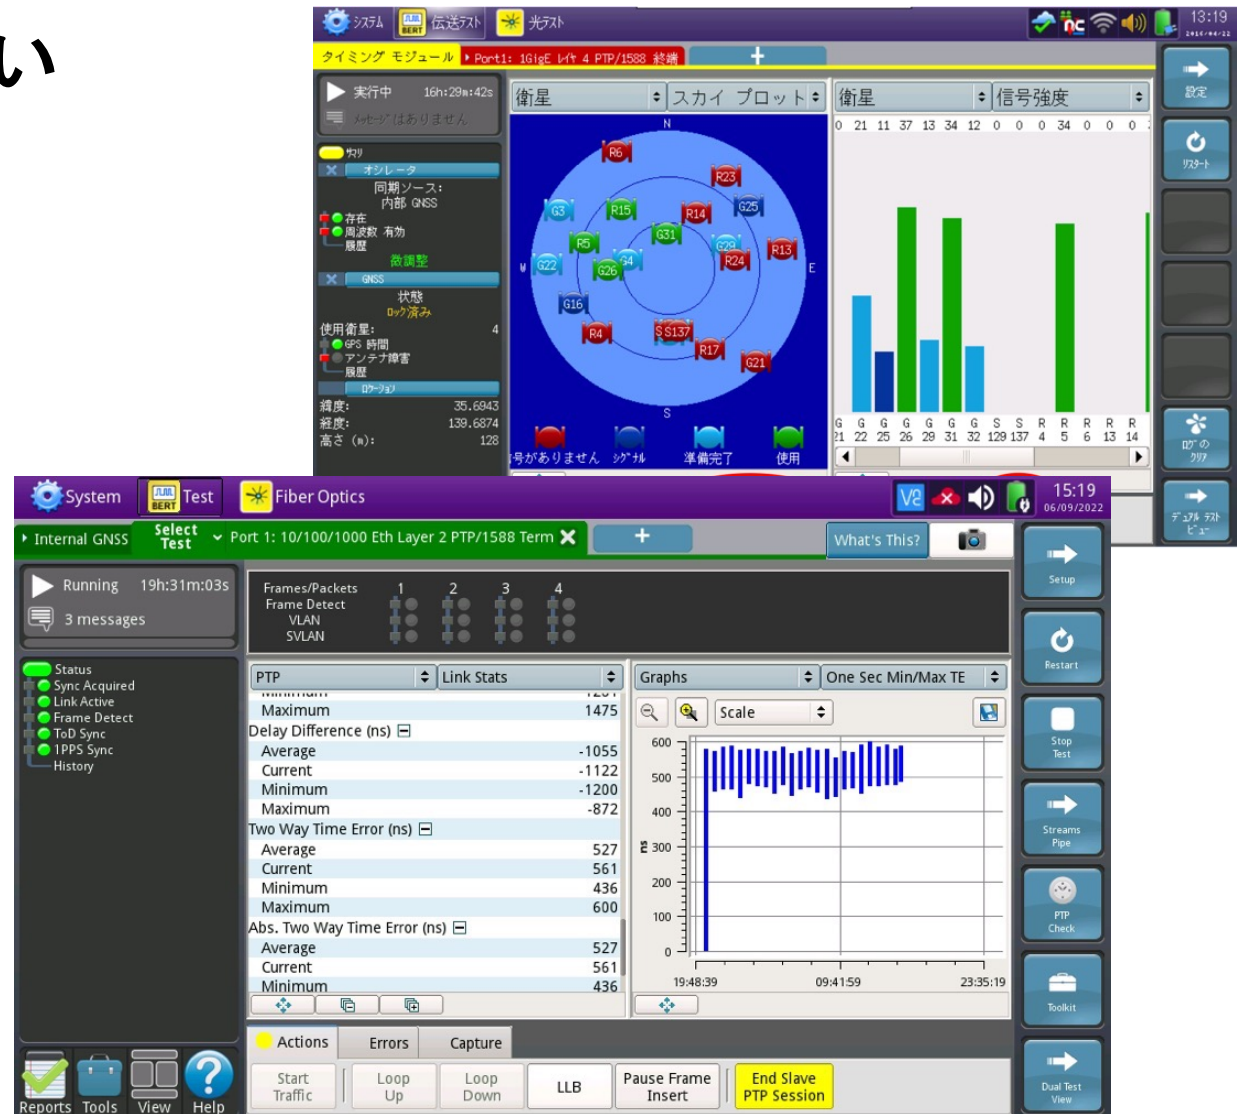 い
システム
BERT
伝送テスト
光テスト
13:19
2016/04/22
タイミング モジュール
Port1: 1GigE レイヤ 4 PTP/1588 終端
実行中 16h:29m:42s
メッセージはありません
サマリ
オシレータ
同期ソース:
内部 GNSS
存在
周波数 有効
履歴
微調整
GNSS
状態
ロック済み
使用衛星: 4
GPS 時間
アンテナ障害
履歴
ロケーション
緯度: 35.6943
経度: 139.6874
高さ (m): 128
衛星 スカイ プロット
N
R6
R23
G3 R15 R14 G25
G31
R5 G29 R13
W G22 G26 G4 R24 E
G16
R4 S S137
R17
G21
S
号がありません シグナル 準備完了 使用
衛星 信号強度
0 21 11 37 13 34 12 0 0 0 34 0 0 0
G G G G G G G S S R R R R R
21 22 25 26 29 31 32 129 137 4 5 6 13 14
設定
リスタート
ログの
クリア
デュアル テスト
ビュー
System
BERT
Test
Fiber Optics
15:19
06/09/2022
Internal GNSS
Select
Test
Port 1: 10/100/1000 Eth Layer 2 PTP/1588 Term
What's This?
Running 19h:31m:03s
3 messages
Frames/Packets 1 2 3 4
Frame Detect
VLAN
SVLAN
Status
Sync Acquired
Link Active
Frame Detect
ToD Sync
1PPS Sync
History
PTP Link Stats
Minimum
Maximum 1475
Delay Difference (ns)
Average -1055
Current -1122
Minimum -1200
Maximum -872
Two Way Time Error (ns)
Average 527
Current 561
Minimum 436
Maximum 600
Abs. Two Way Time Error (ns)
Average 527
Current 561
Minimum 436
Graphs One Sec Min/Max TE
Scale
600
500
400
ns
300
200
100
0
19:48:39 09:41:59 23:35:19
Setup
Restart
Stop
Test
Streams
Pipe
PTP
Check
Toolkit
Dual Test
View
Actions Errors Capture
Start
Traffic
Loop
Up
Loop
Down
LLB
Pause Frame
Insert
End Slave
PTP Session
Reports Tools View Help